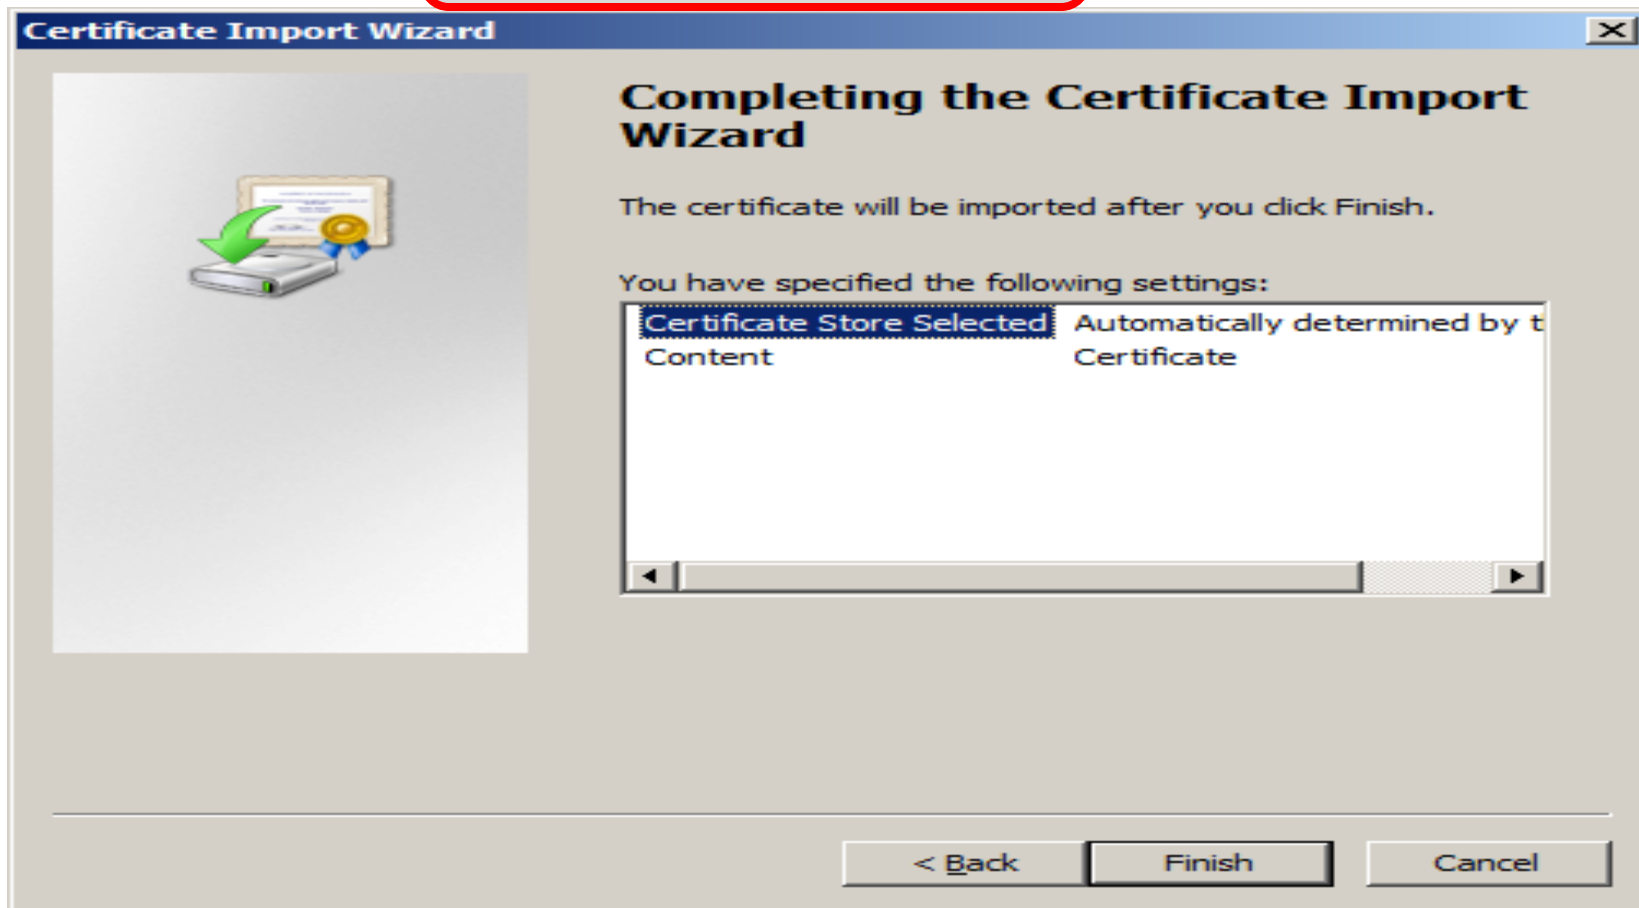 Certificate Import Wizard
Completing the Certificate Import
Wizard
The certificate will be imported after you click Finish.
You have specified the following settings:
Certificate Store Selected Automatically determined by t
Content Certificate
< Back Finish Cancel